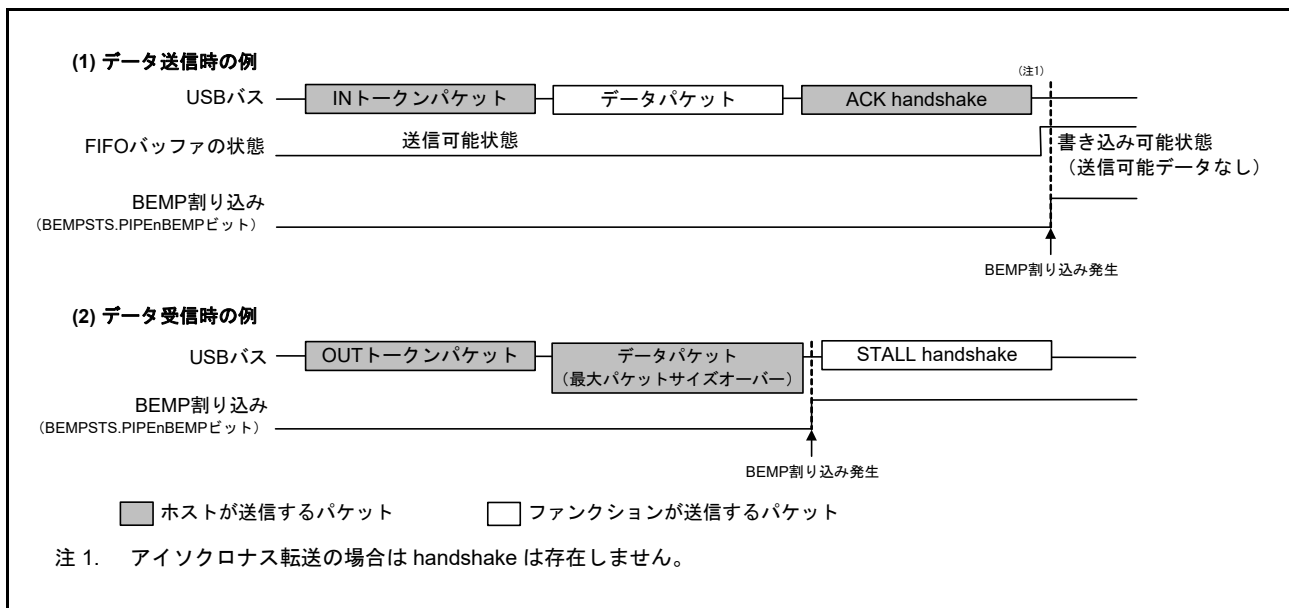 (1) データ送信時の例
(注1)
USBバス
INトークンパケット
データパケット
ACK handshake
FIFOバッファの状態
送信可能状態
書き込み可能状態
（送信可能データなし）
BEMP割り込み
（BEMPSTS.PIPEnBEMPビット）
BEMP割り込み発生
(2) データ受信時の例
USBバス
OUTトークンパケット
データパケット
（最大パケットサイズオーバー）
STALL handshake
BEMP割り込み
（BEMPSTS.PIPEnBEMPビット）
BEMP割り込み発生
ホストが送信するパケット
ファンクションが送信するパケット
注 1. アイソクロナス転送の場合は handshake は存在しません。